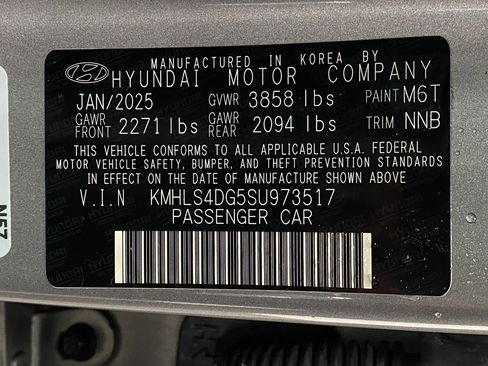 MANUFACTURED IN KOREA BY
HYUNDAI MOTOR COMPANY
JAN/2025 GVWR 3858 lbs PAINT M6T
GAWR FRONT 2271 lbs GAWR REAR 2094 lbs TRIM NNB
THIS VEHICLE CONFORMS TO ALL APPLICABLE U.S.A. FEDERAL
MOTOR VEHICLE SAFETY, BUMPER, AND THEFT PREVENTION STANDARDS
IN EFFECT ON THE DATE OF MANUFACTURE SHOWN ABOVE
V.I.N KMHLS4DG5SU973517
PASSENGER CAR
N57